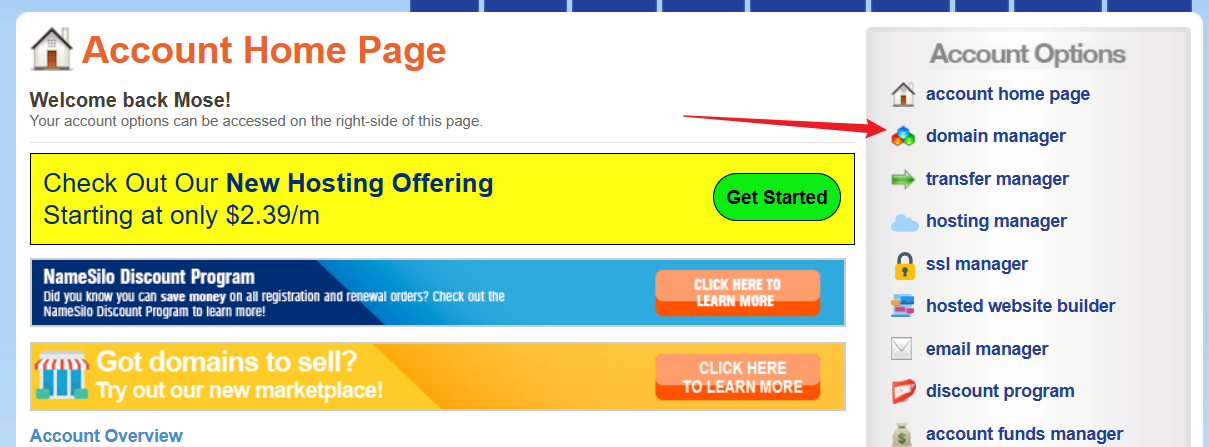 Account Home Page
Welcome back Mose!
Your account options can be accessed on the right-side of this page.
Check Out Our New Hosting Offering
Starting at only $2.39/m
Get Started
NameSilo Discount Program
Did you know you can save money on all registration and renewal orders? Check out the
NameSilo Discount Program to learn more!
CLICK HERE TO
LEARN MORE
Got domains to sell?
Try out our new marketplace!
CLICK HERE
TO LEARN MORE
Account Overview
Account Options
account home page
domain manager
transfer manager
hosting manager
ssl manager
hosted website builder
email manager
discount program
account funds manager